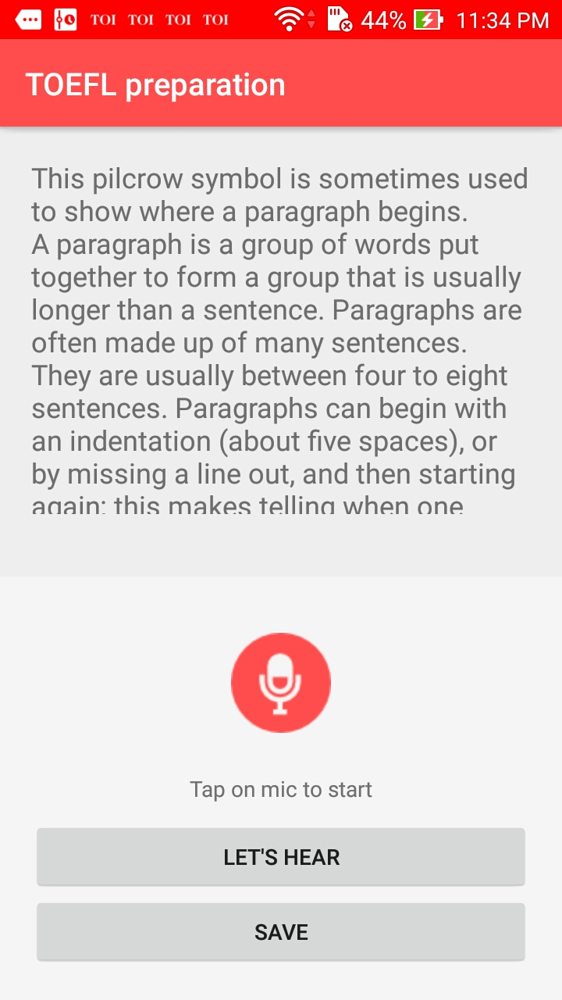 TOI TOI TOI TOI 44% 11:34 PM
TOEFL preparation
This pilcrow symbol is sometimes used
to show where a paragraph begins.
A paragraph is a group of words put
together to form a group that is usually
longer than a sentence. Paragraphs are
often made up of many sentences.
They are usually between four to eight
sentences. Paragraphs can begin with
an indentation (about five spaces), or
by missing a line out, and then starting
again; this makes telling when one
Tap on mic to start
LET'S HEAR
SAVE